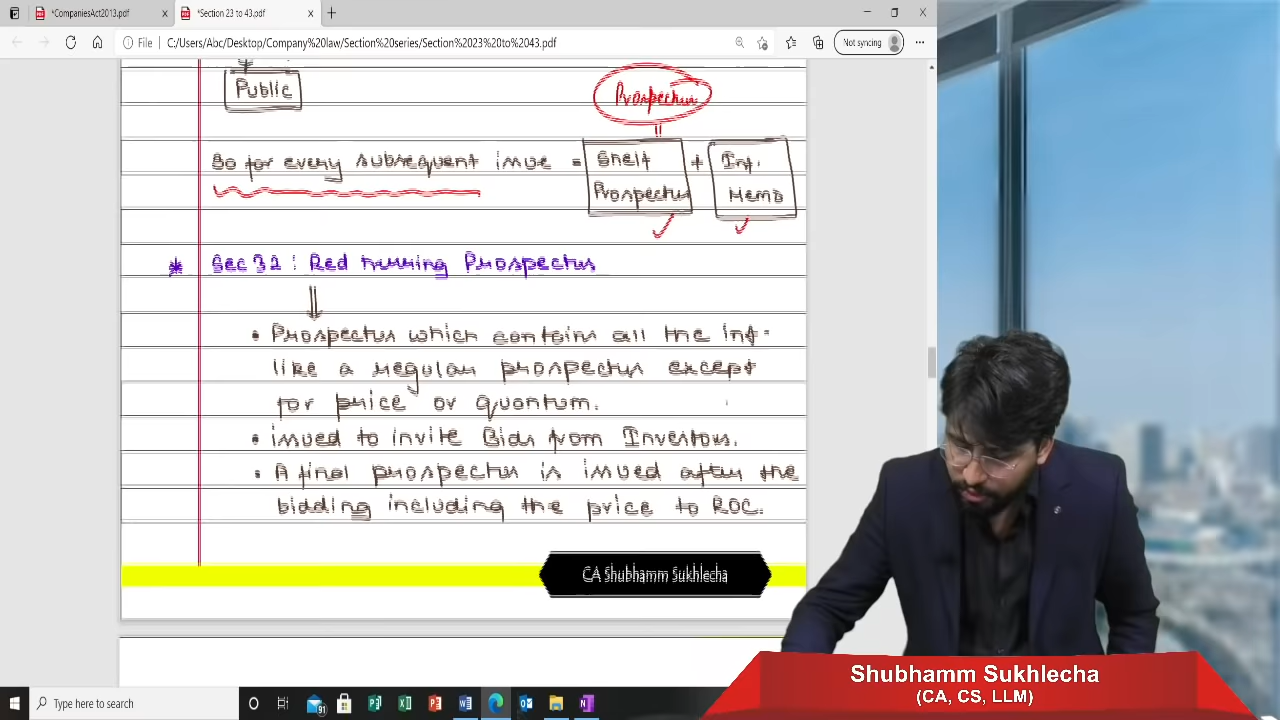 *CompaniesAct2013.pdf
*Section 23 to 43.pdf
File
C:/Users/Abc/Desktop/Company%20law/Section%20series/Section%2023%20to%2043.pdf
Not syncing
Public
Prospectus
So for every subsequent issue = Shelf Prospectus + Inf. Memo
* Sec 32 : Red herring Prospectus
• Prospectus which contains all the inf.
like a regular prospectus except
for price or quantum.
• issued to invite Bids from Investors.
• A final prospectus is issued after the
bidding including the price to ROC.
CA Shubhamm Sukhlecha
Shubhamm Sukhlecha
(CA, CS, LLM)
Type here to search
91